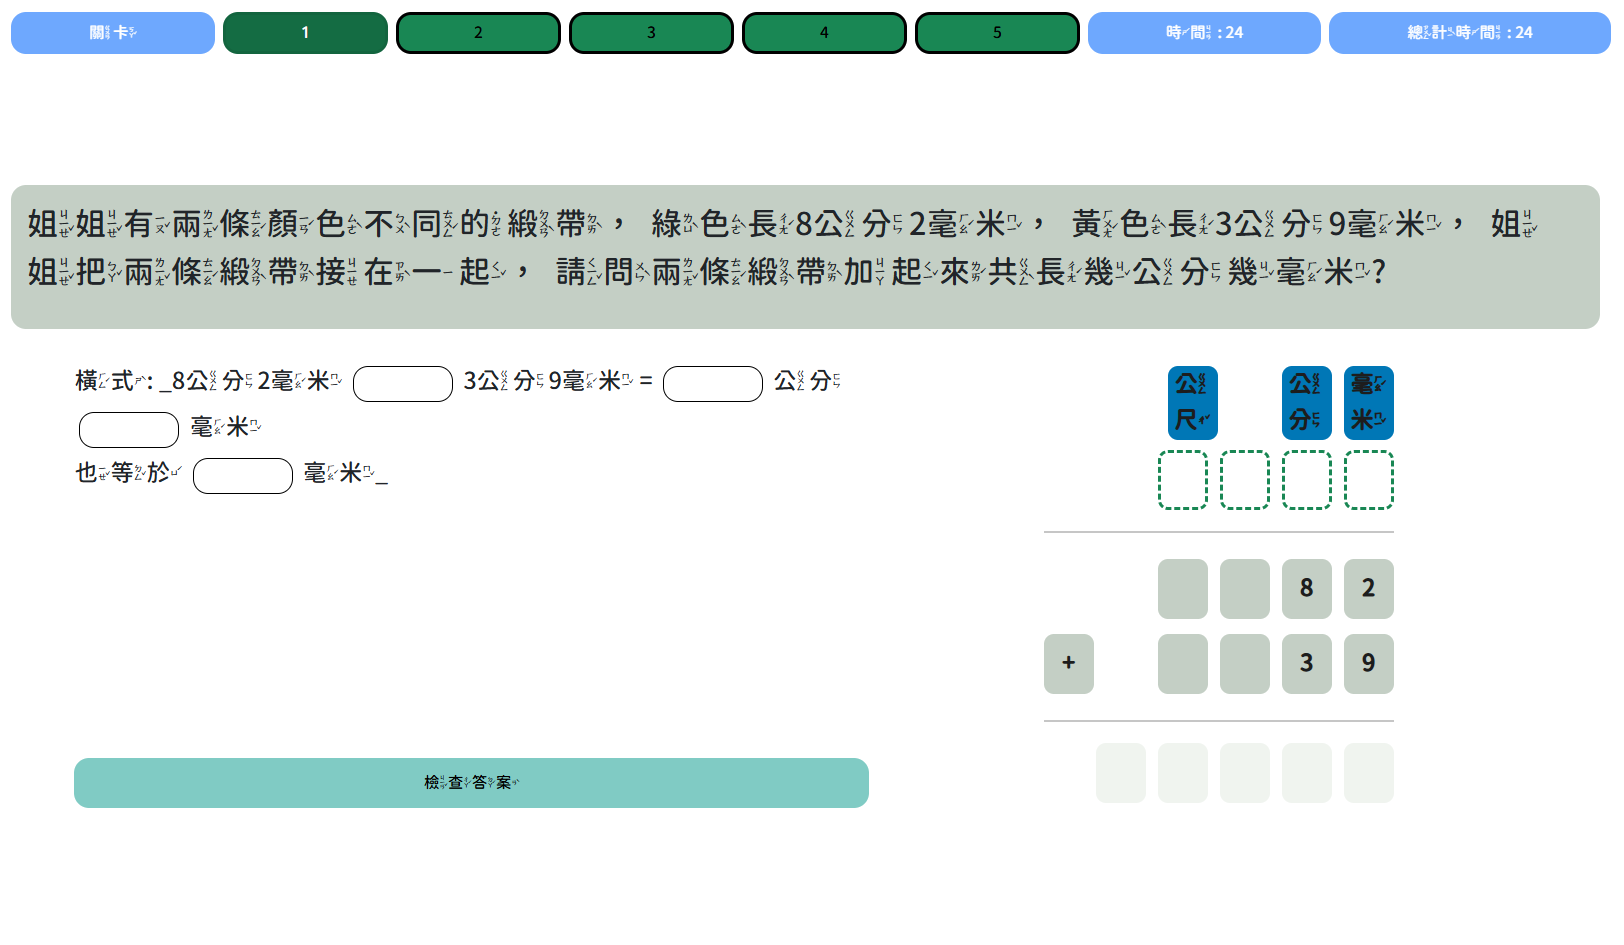 關卡 1 2 3 4 5 時間 : 24 總計時間 : 24
姐姐有兩條顏色不同的緞帶， 綠色長8公分2毫米， 黃色長3公分9毫米， 姐
姐把兩條緞帶接在一起， 請問兩條緞帶加起來共長幾公分幾毫米?
橫式: _8公分2毫米 3公分9毫米 = 公分
毫米
也等於 毫米_
公尺 公分 毫米
8 2
+ 3 9
檢查答案